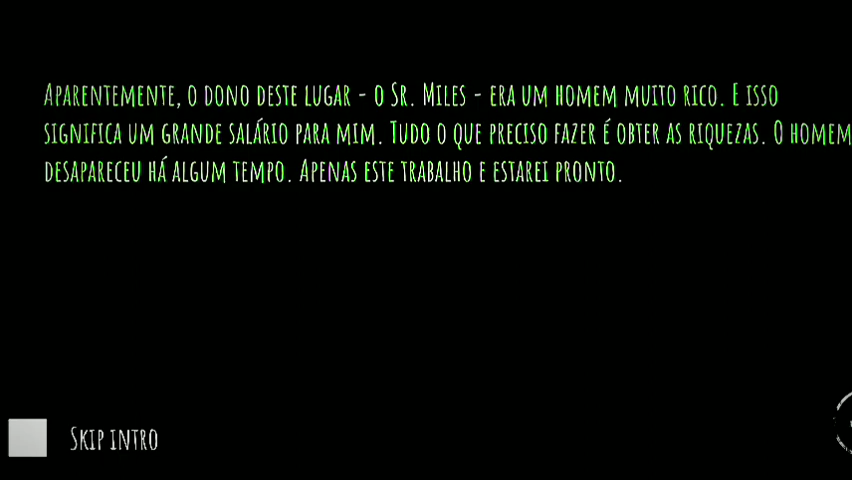 Aparentemente, o dono deste lugar - o Sr. Miles - era um homem muito rico. E isso
significa um grande salário para mim. Tudo o que preciso fazer é obter as riquezas. O homem
desapareceu há algum tempo. Apenas este trabalho e estarei pronto.
Skip intro